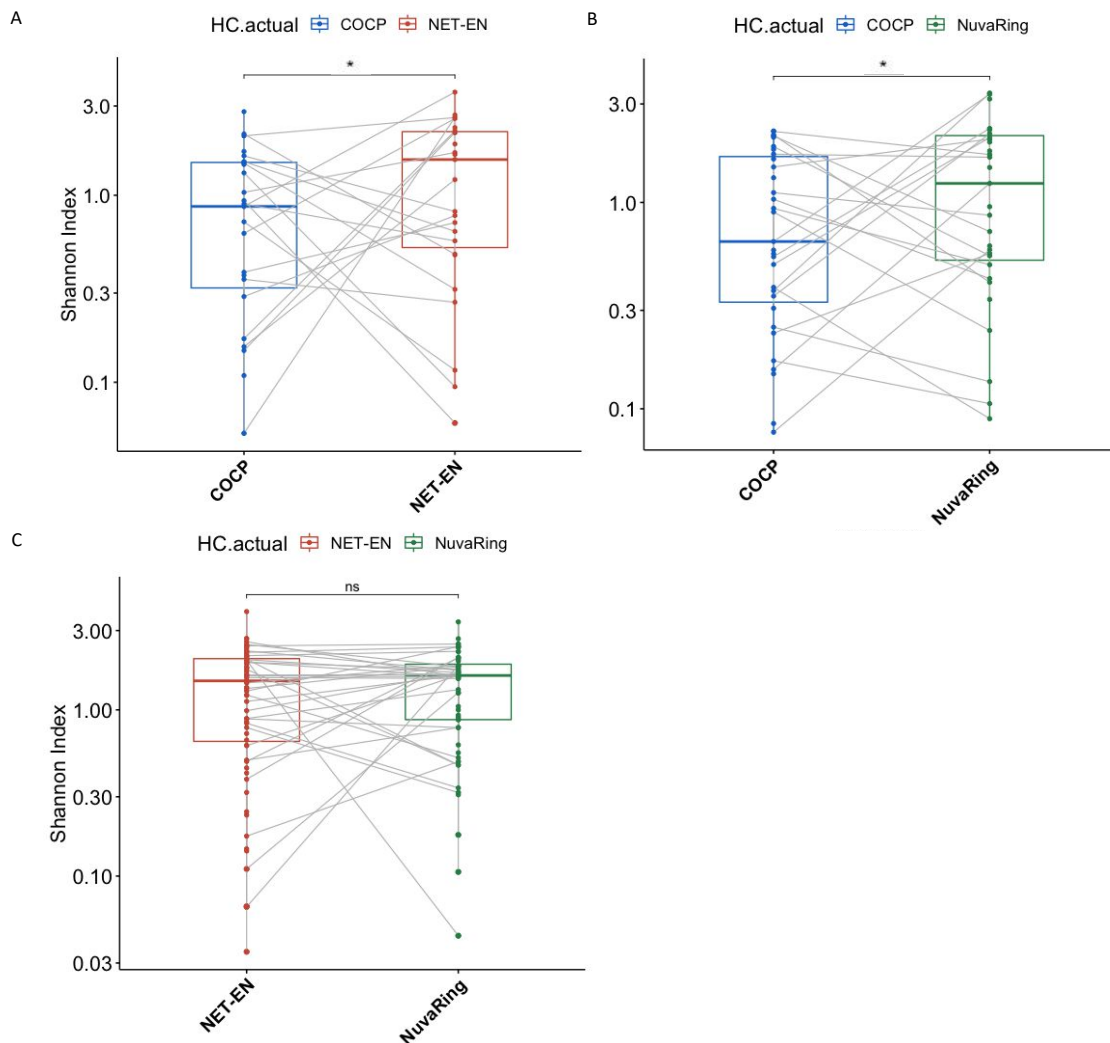 A
HC.actual COCP NET-EN
*
Shannon Index
3.0
1.0
0.3
0.1
COCP
NET-EN
B
HC.actual COCP NuvaRing
*
3.0
1.0
0.3
0.1
COCP
NuvaRing
C
HC.actual NET-EN NuvaRing
ns
Shannon Index
3.00
1.00
0.30
0.10
0.03
NET-EN
NuvaRing